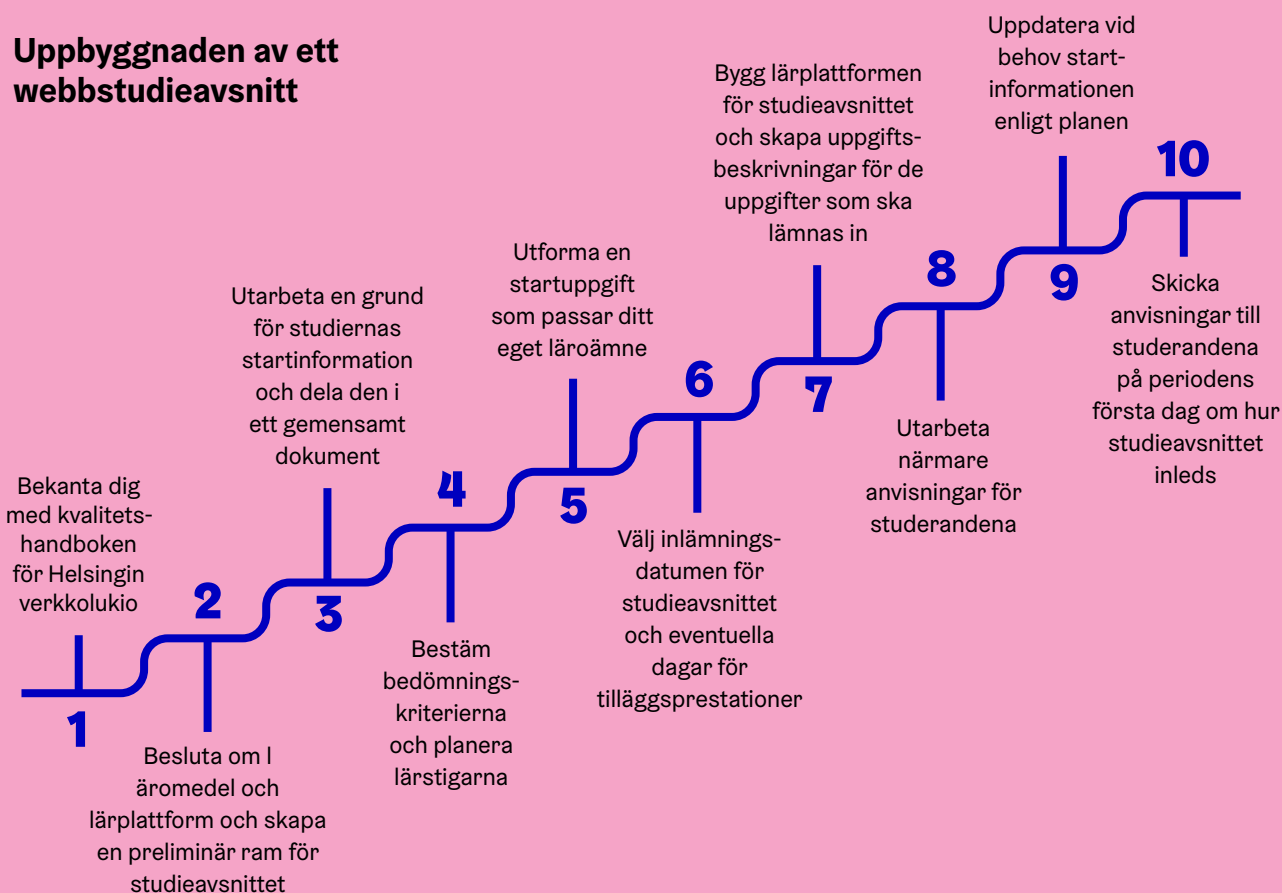 Uppbyggnaden av ett
webbstudieavsnitt
Bekanta dig
med kvalitets-
handboken
för Helsingin
verkkolukio
1
2
Besluta om l
äromedel och
lärplattform och skapa
en preliminär ram för
studieavsnittet
Utarbeta en grund
för studiernas
startinformation
och dela den i
ett gemensamt
dokument
3
4
Bestäm
bedömnings-
kriterierna
och planera
lärstigarna
Utforma en
startuppgift
som passar ditt
eget läroämne
5
6
Välj inlämnings-
datumen för
studieavsnittet
och eventuella
dagar för
tilläggsprestationer
Bygg lärplattformen
för studieavsnittet
och skapa uppgifts-
beskrivningar för de
uppgifter som ska
lämnas in
7
8
Utarbeta
närmare
anvisningar för
studerandena
Uppdatera vid
behov start-
informationen
enligt planen
9
10
Skicka
anvisningar till
studerandena
på periodens
första dag om hur
studieavsnittet
inleds